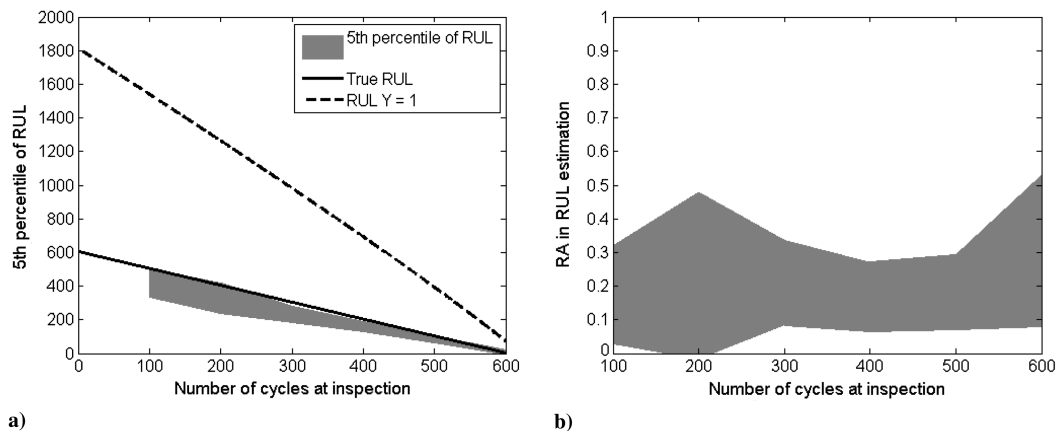 2000
1800
1600
1400
1200
1000
800
600
400
200
0
5th percentile of RUL
5th percentile of RUL
True RUL
RUL Y = 1
0 100 200 300 400 500 600
Number of cycles at inspection
a)
1
0.9
0.8
0.7
0.6
0.5
0.4
0.3
0.2
0.1
0
RA in RUL estimation
100 200 300 400 500 600
Number of cycles at inspection
b)